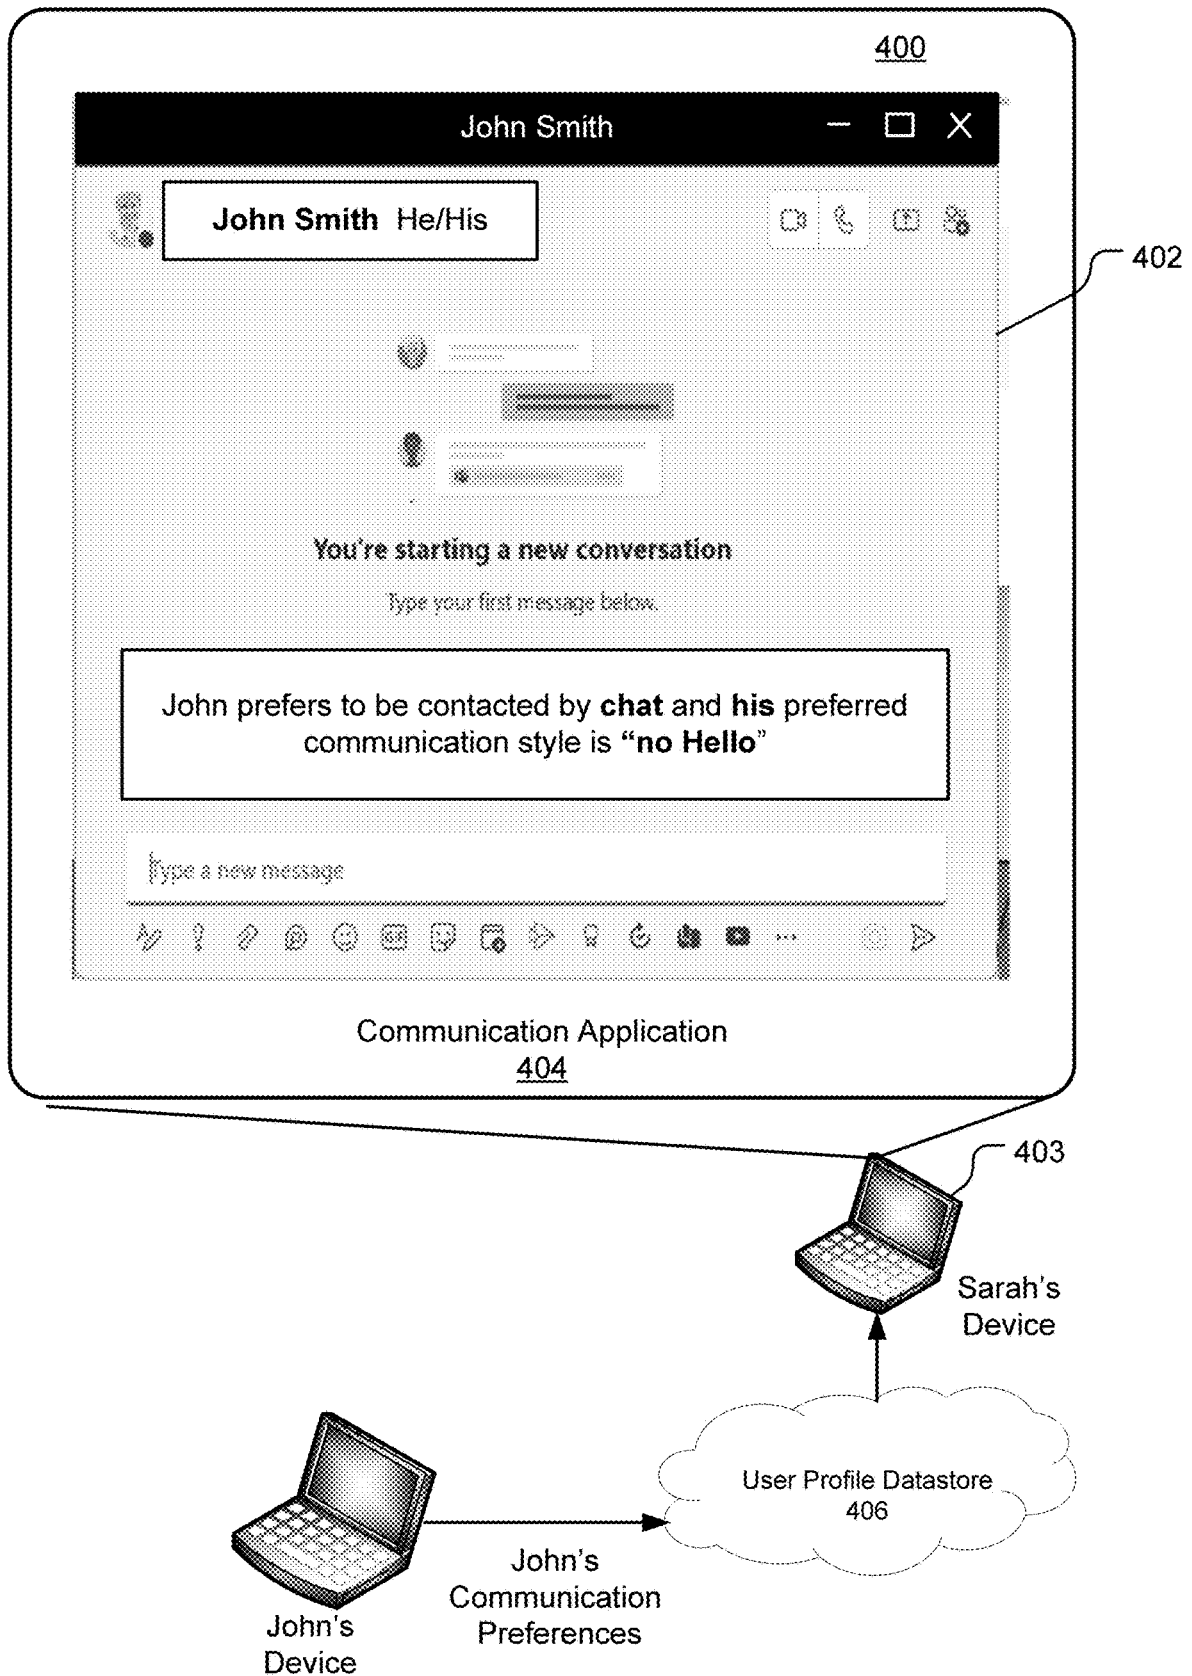 400
John Smith
John Smith He/His
402
You're starting a new conversation
Type your first message below.
John prefers to be contacted by chat and his preferred
communication style is “no Hello”
Type a new message
GIF
Communication Application
404
403
Sarah's
Device
User Profile Datastore
406
John's
Communication
Preferences
John's
Device